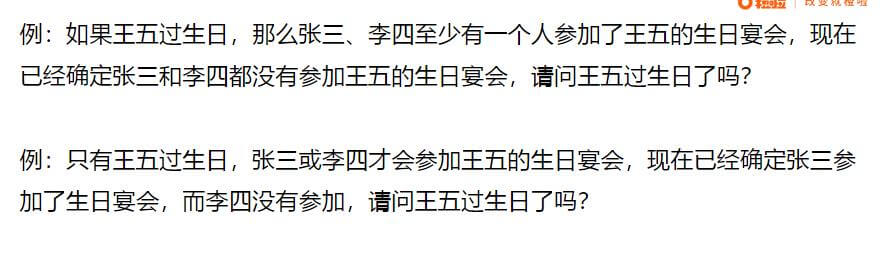 改变就橙啦
例：如果王五过生日，那么张三、李四至少有一个人参加了王五的生日宴会，现在
已经确定张三和李四都没有参加王五的生日宴会，请问王五过生日了吗？
例：只有王五过生日，张三或李四才会参加王五的生日宴会，现在已经确定张三参
加了生日宴会，而李四没有参加，请问王五过生日了吗？